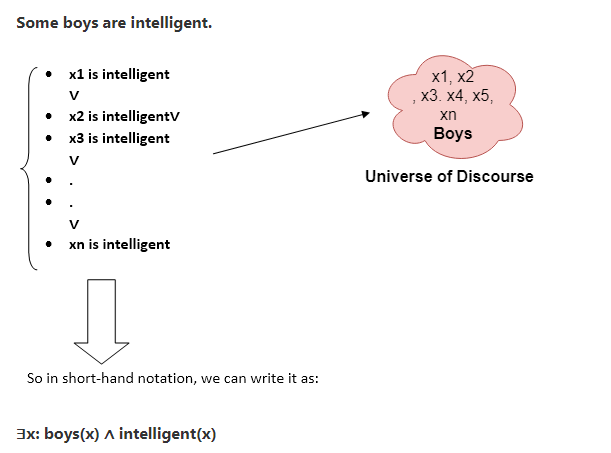 Some boys are intelligent.
• x1 is intelligent
V
• x2 is intelligentV
• x3 is intelligent
V
• .
• .
V
• xn is intelligent
x1, x2
, x3. x4, x5,
xn
Boys
Universe of Discourse
So in short-hand notation, we can write it as:
∃x: boys(x) ∧ intelligent(x)